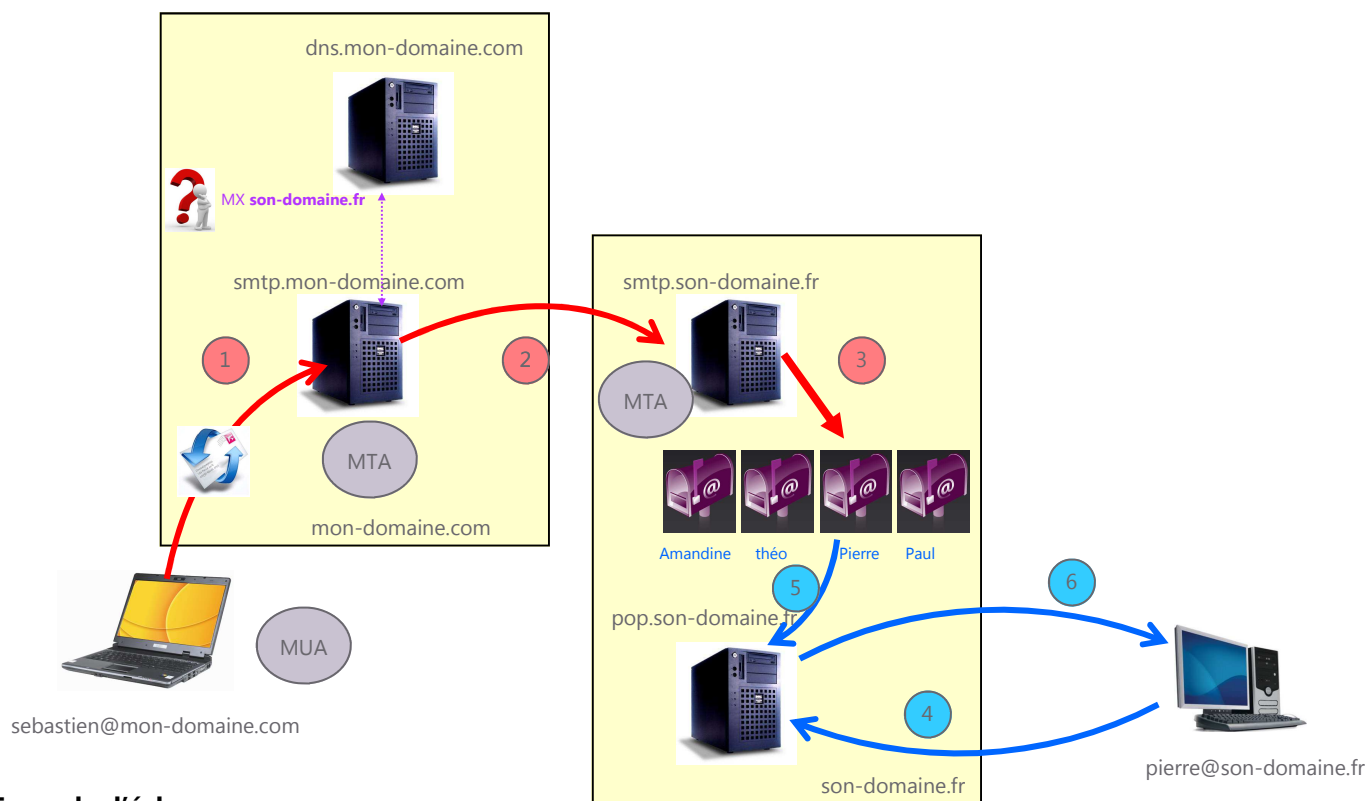 dns.mon-domaine.com
MX son-domaine.fr
smtp.mon-domaine.com
smtp.son-domaine.fr
1
2
3
MTA
MTA
mon-domaine.com
Amandine théo Pierre Paul
5
6
pop.son-domaine.fr
MUA
4
sebastien@mon-domaine.com
pierre@son-domaine.fr
son-domaine.fr